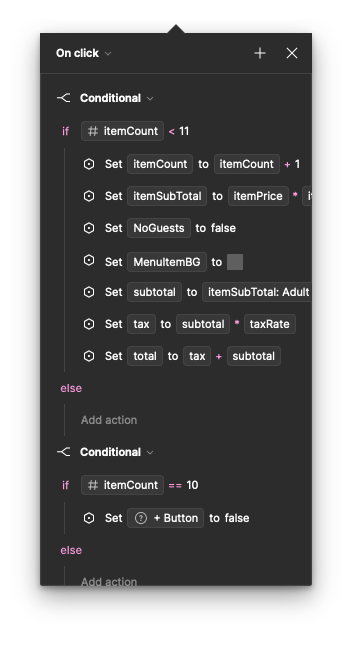 On click
Conditional
if # itemCount < 11
Set itemCount to itemCount + 1
Set itemSubTotal to itemPrice *
Set NoGuests to false
Set MenuItemBG to
Set subtotal to itemSubTotal: Adult
Set tax to subtotal * taxRate
Set total to tax + subtotal
else
Add action
Conditional
if # itemCount == 10
Set ? + Button to false
else
Add action